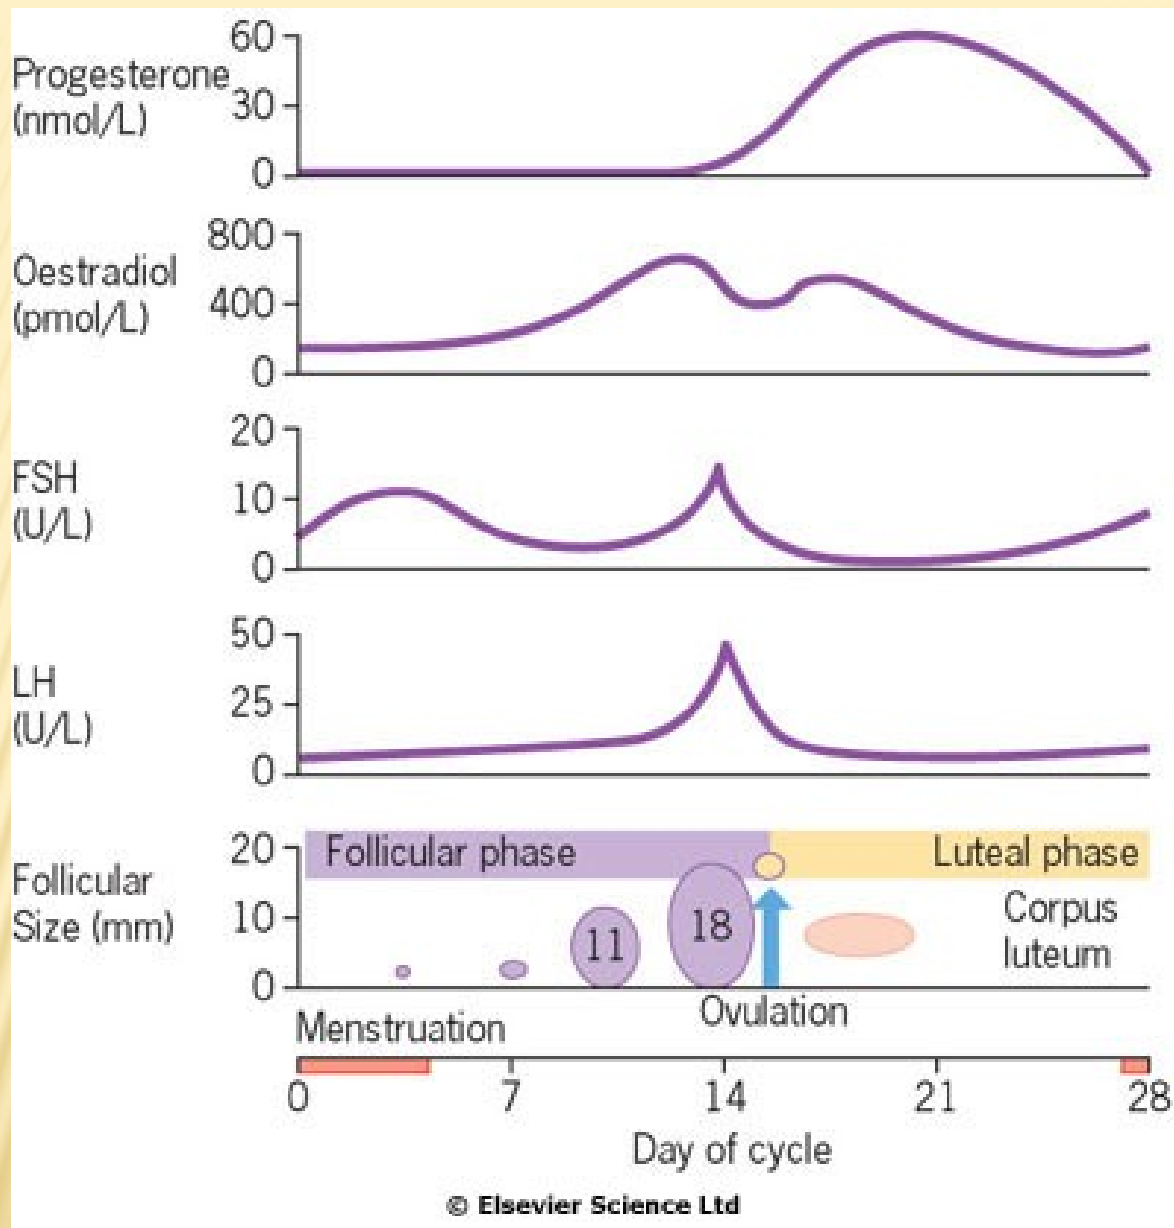 Progesterone
(nmol/L)
60
30
0
Oestradiol
(pmol/L)
800
400
0
FSH
(U/L)
20
10
0
LH
(U/L)
50
25
0
Follicular
Size (mm)
20
10
0
Follicular phase
Luteal phase
11
18
Corpus
luteum
Ovulation
Menstruation
0 7 14 21 28
Day of cycle
© Elsevier Science Ltd